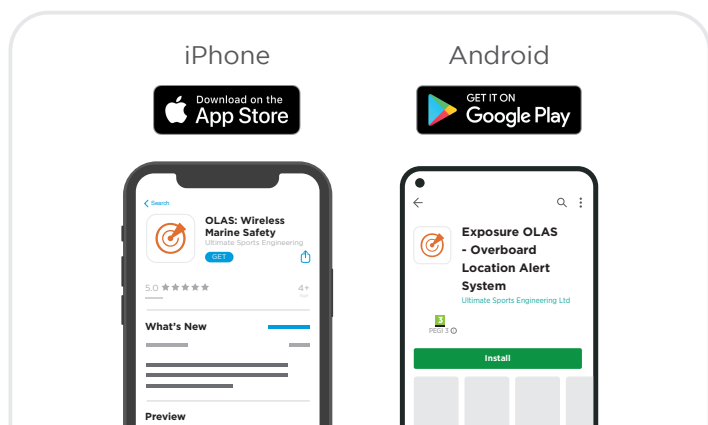 iPhone
Download on the
App Store
Search
OLAS: Wireless
Marine Safety
Ultimate Sports Engineering
GET
5.0 ★★★★★
4+
What's New
Preview
Android
GET IT ON
Google Play
Exposure OLAS
- Overboard
Location Alert
System
Ultimate Sports Engineering Ltd
3
PEGI 3
Install